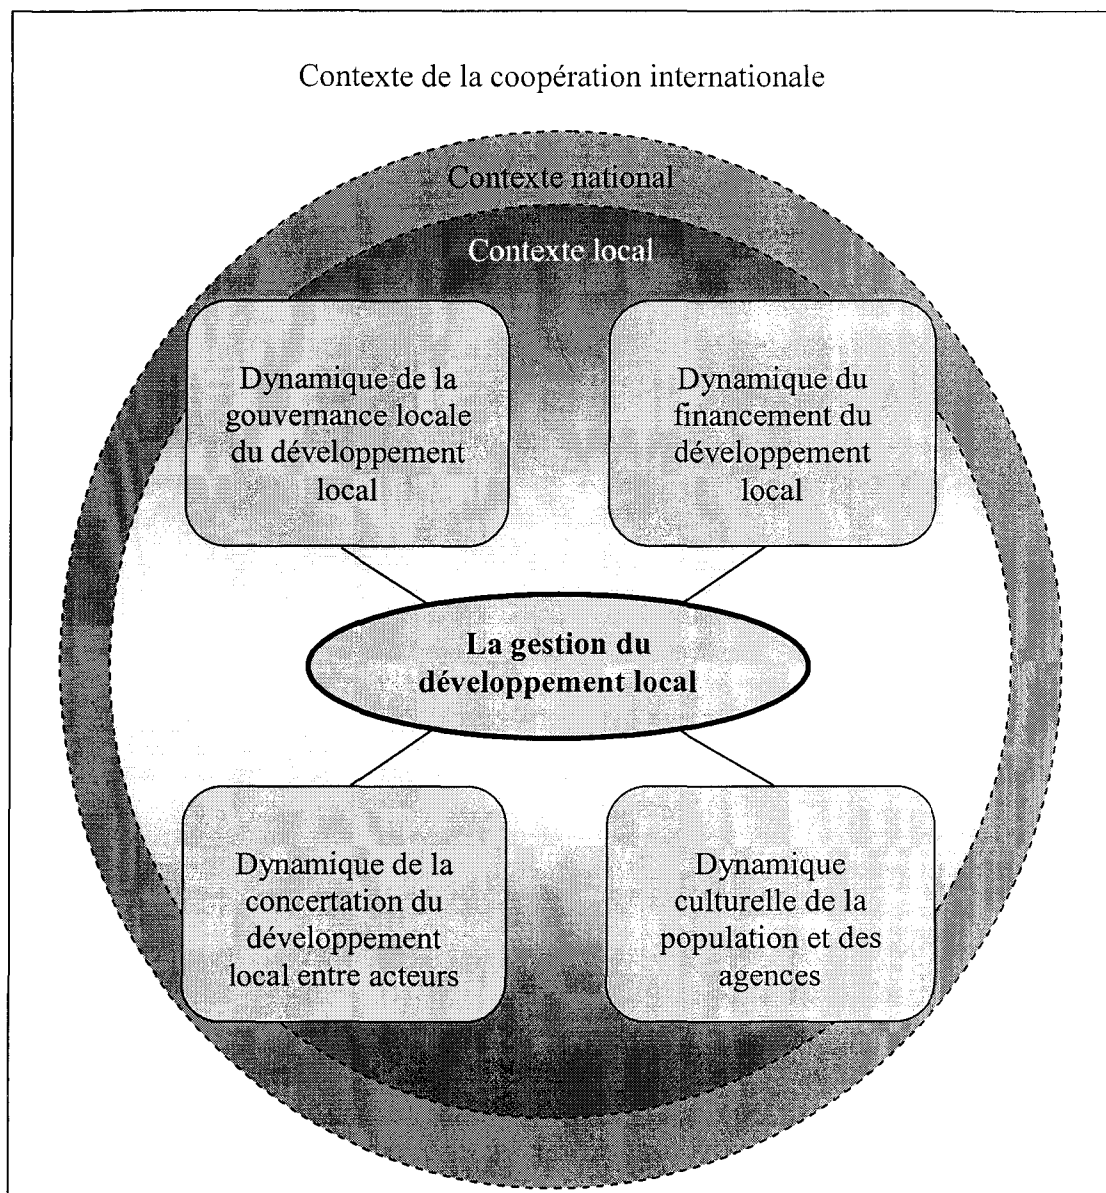 Contexte de la coopération internationale
Contexte national
Contexte local
Dynamique de la
gouvernance locale
du développement
local
Dynamique du
financement du
développement
local
La gestion du
développement local
Dynamique de la
concertation du
développement
local entre acteurs
Dynamique
culturelle de la
population et des
agences